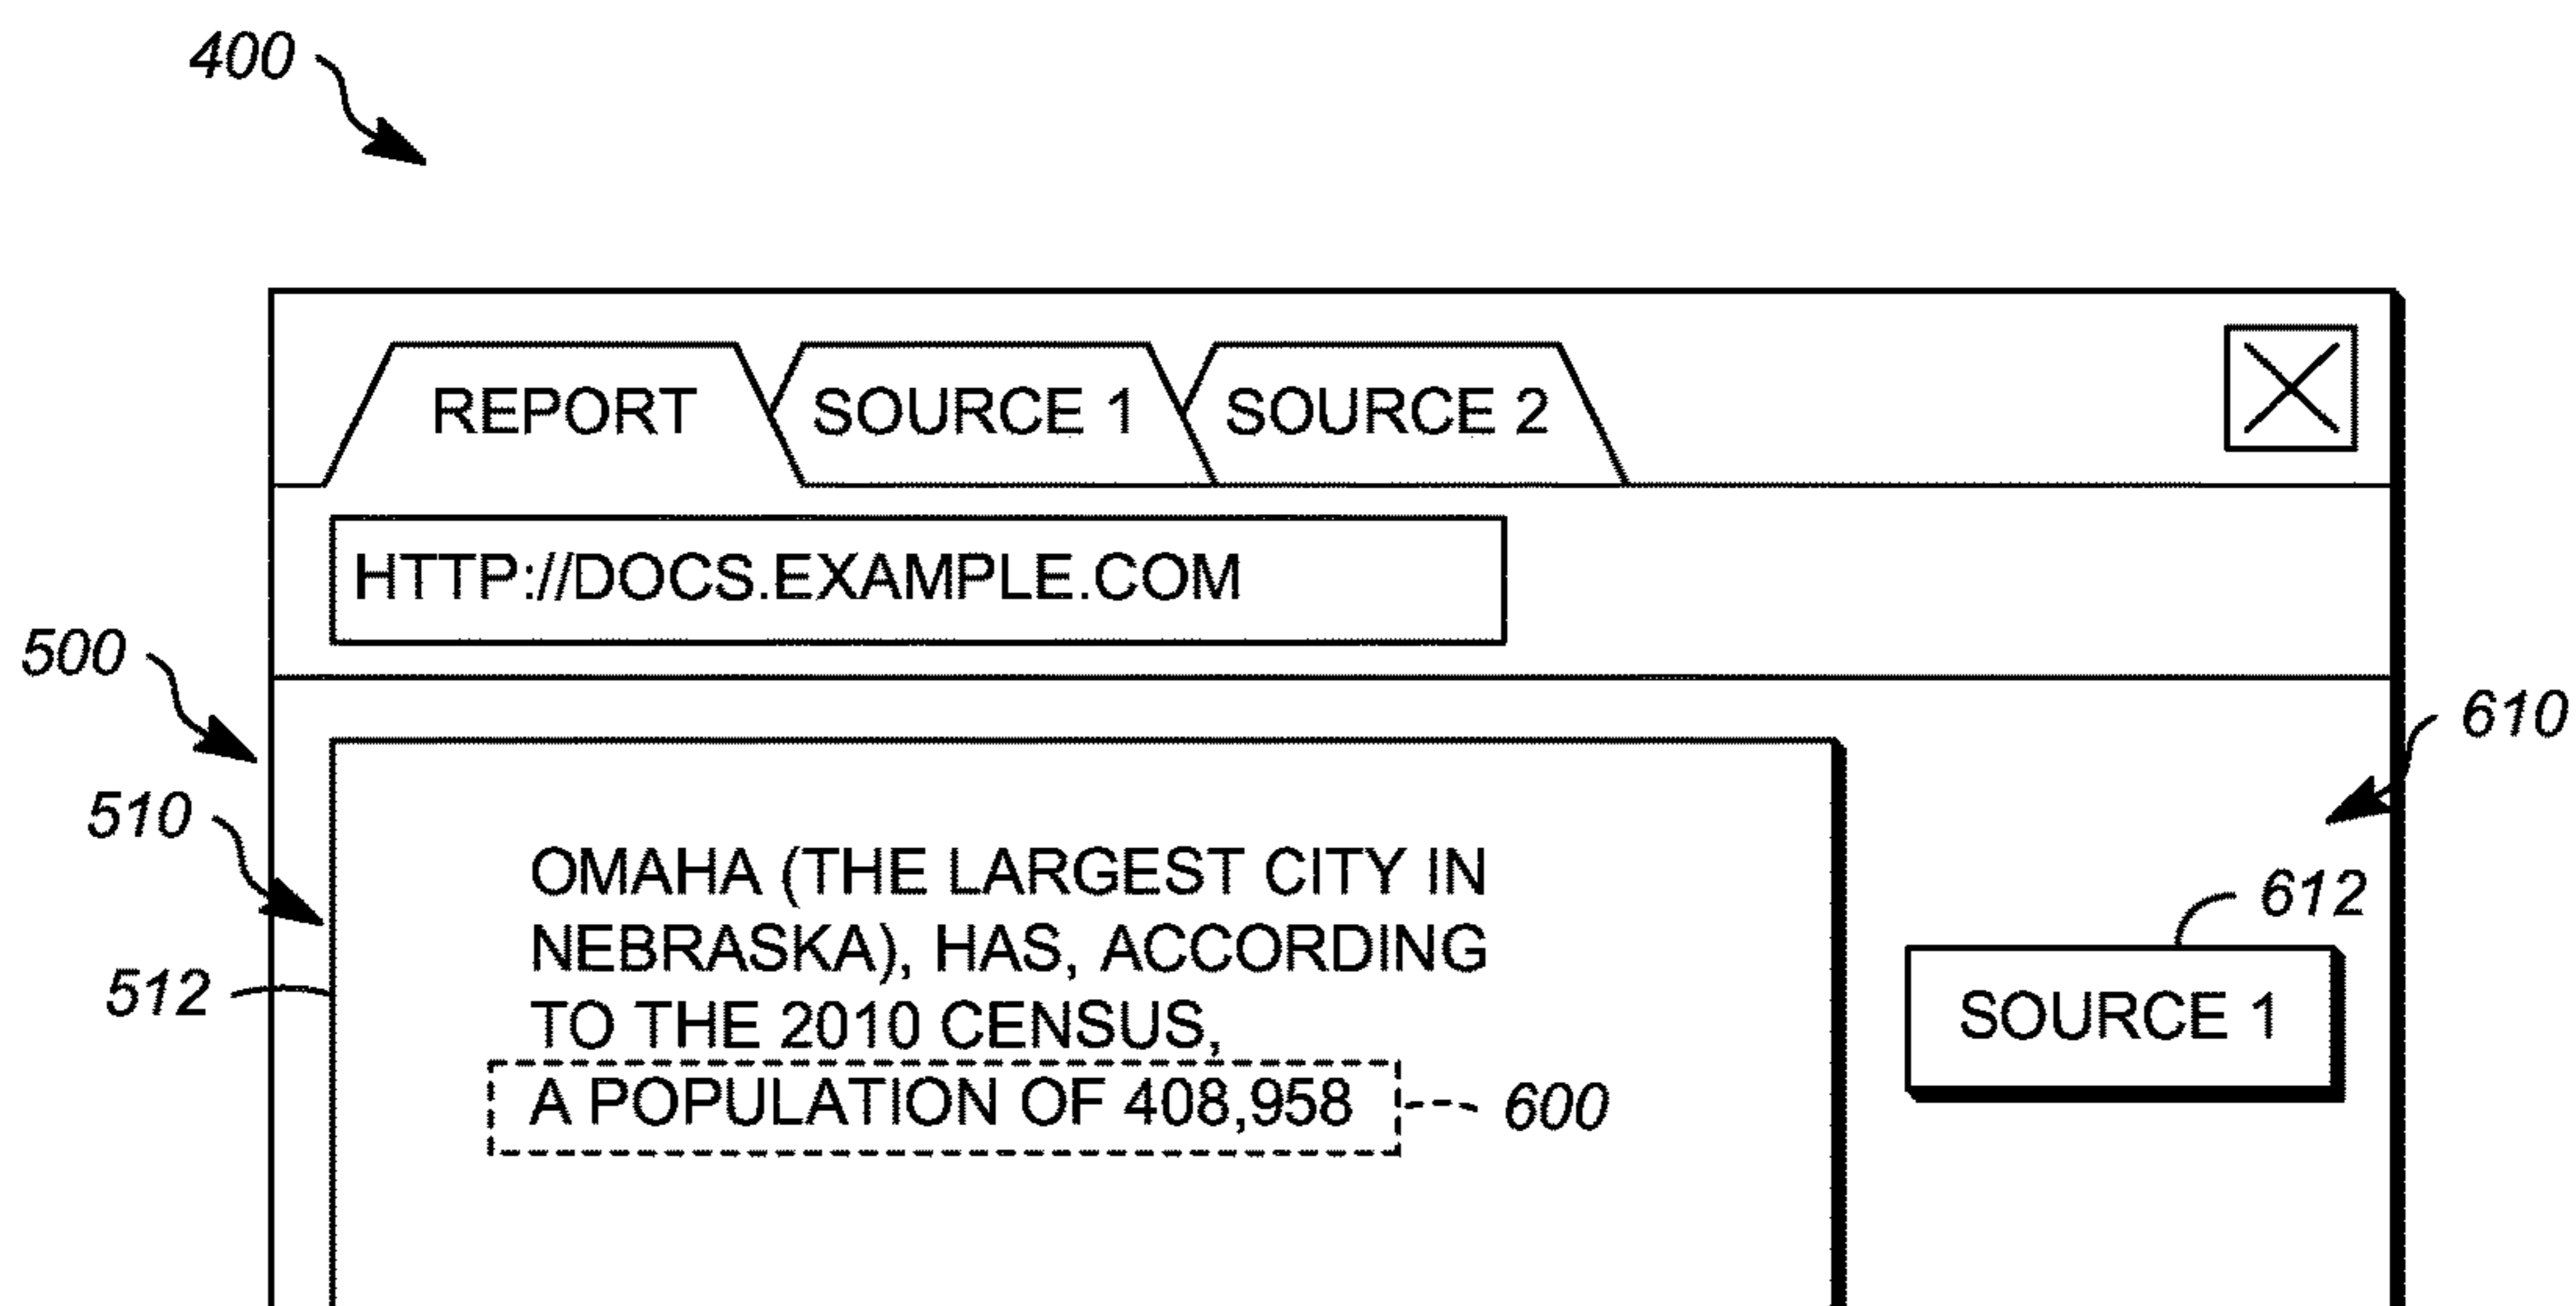 400
REPORT SOURCE 1 SOURCE 2
HTTP://DOCS.EXAMPLE.COM
500
610
510
OMAHA (THE LARGEST CITY IN
612
NEBRASKA), HAS, ACCORDING
512
TO THE 2010 CENSUS,
SOURCE 1
A POPULATION OF 408,958
600